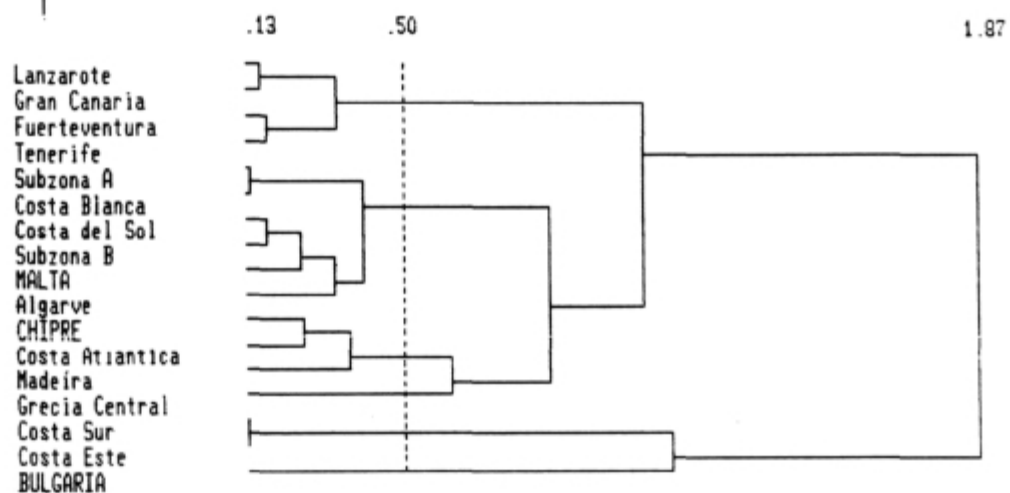 .13 .50 1.87
Lanzarote
Gran Canaria
Fuerteventura
Tenerife
Subzona A
Costa Blanca
Costa del Sol
Subzona B
MALTA
Algarve
CHIPRE
Costa Atlantica
Madeira
Grecia Central
Costa Sur
Costa Este
BULGARIA